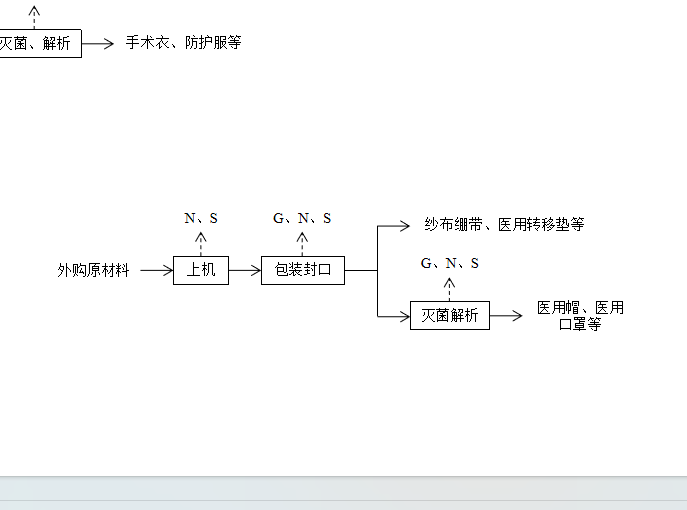 灭菌、解析
手术衣、防护服等
N、S
G、N、S
纱布绷带、医用转移垫等
外购原材料
上机
包装封口
G、N、S
灭菌解析
医用帽、医用
口罩等